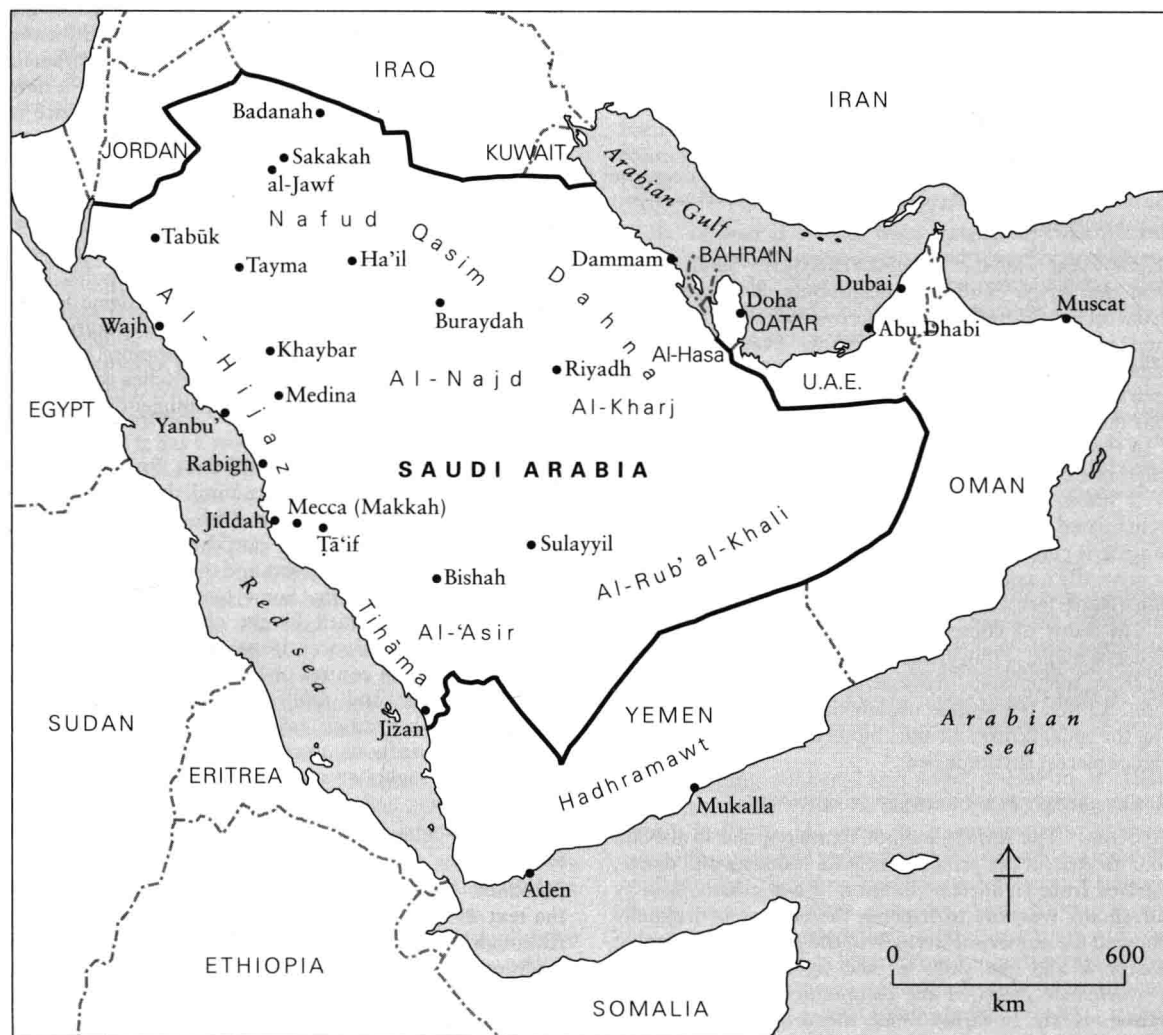 IRAQ
IRAN
Badanah
JORDAN
KUWAIT
Sakakah
al-Jawf
Arabian Gulf
Nafud
Qasim
Tabūk
Ha'il
Tayma
Dammam
BAHRAIN
Dahna
Dubai
Doha
QATAR
Muscat
Wajh
Buraydah
Abu Dhabi
Al-Hijaz
Khaybar
Al-Hasa
Riyadh
Al-Najd
U.A.E.
Medina
Al-Kharj
EGYPT
Yanbu'
Rabigh
SAUDI ARABIA
OMAN
Mecca (Makkah)
Jiddah
Ṭā‘if
Sulayyil
Al-Rub' al-Khali
Bishah
Red sea
Tihāma
Al-‘Asir
SUDAN
Jizan
YEMEN
Arabian
sea
ERITREA
Hadhramawt
Mukalla
Aden
ETHIOPIA
SOMALIA
0 600
km